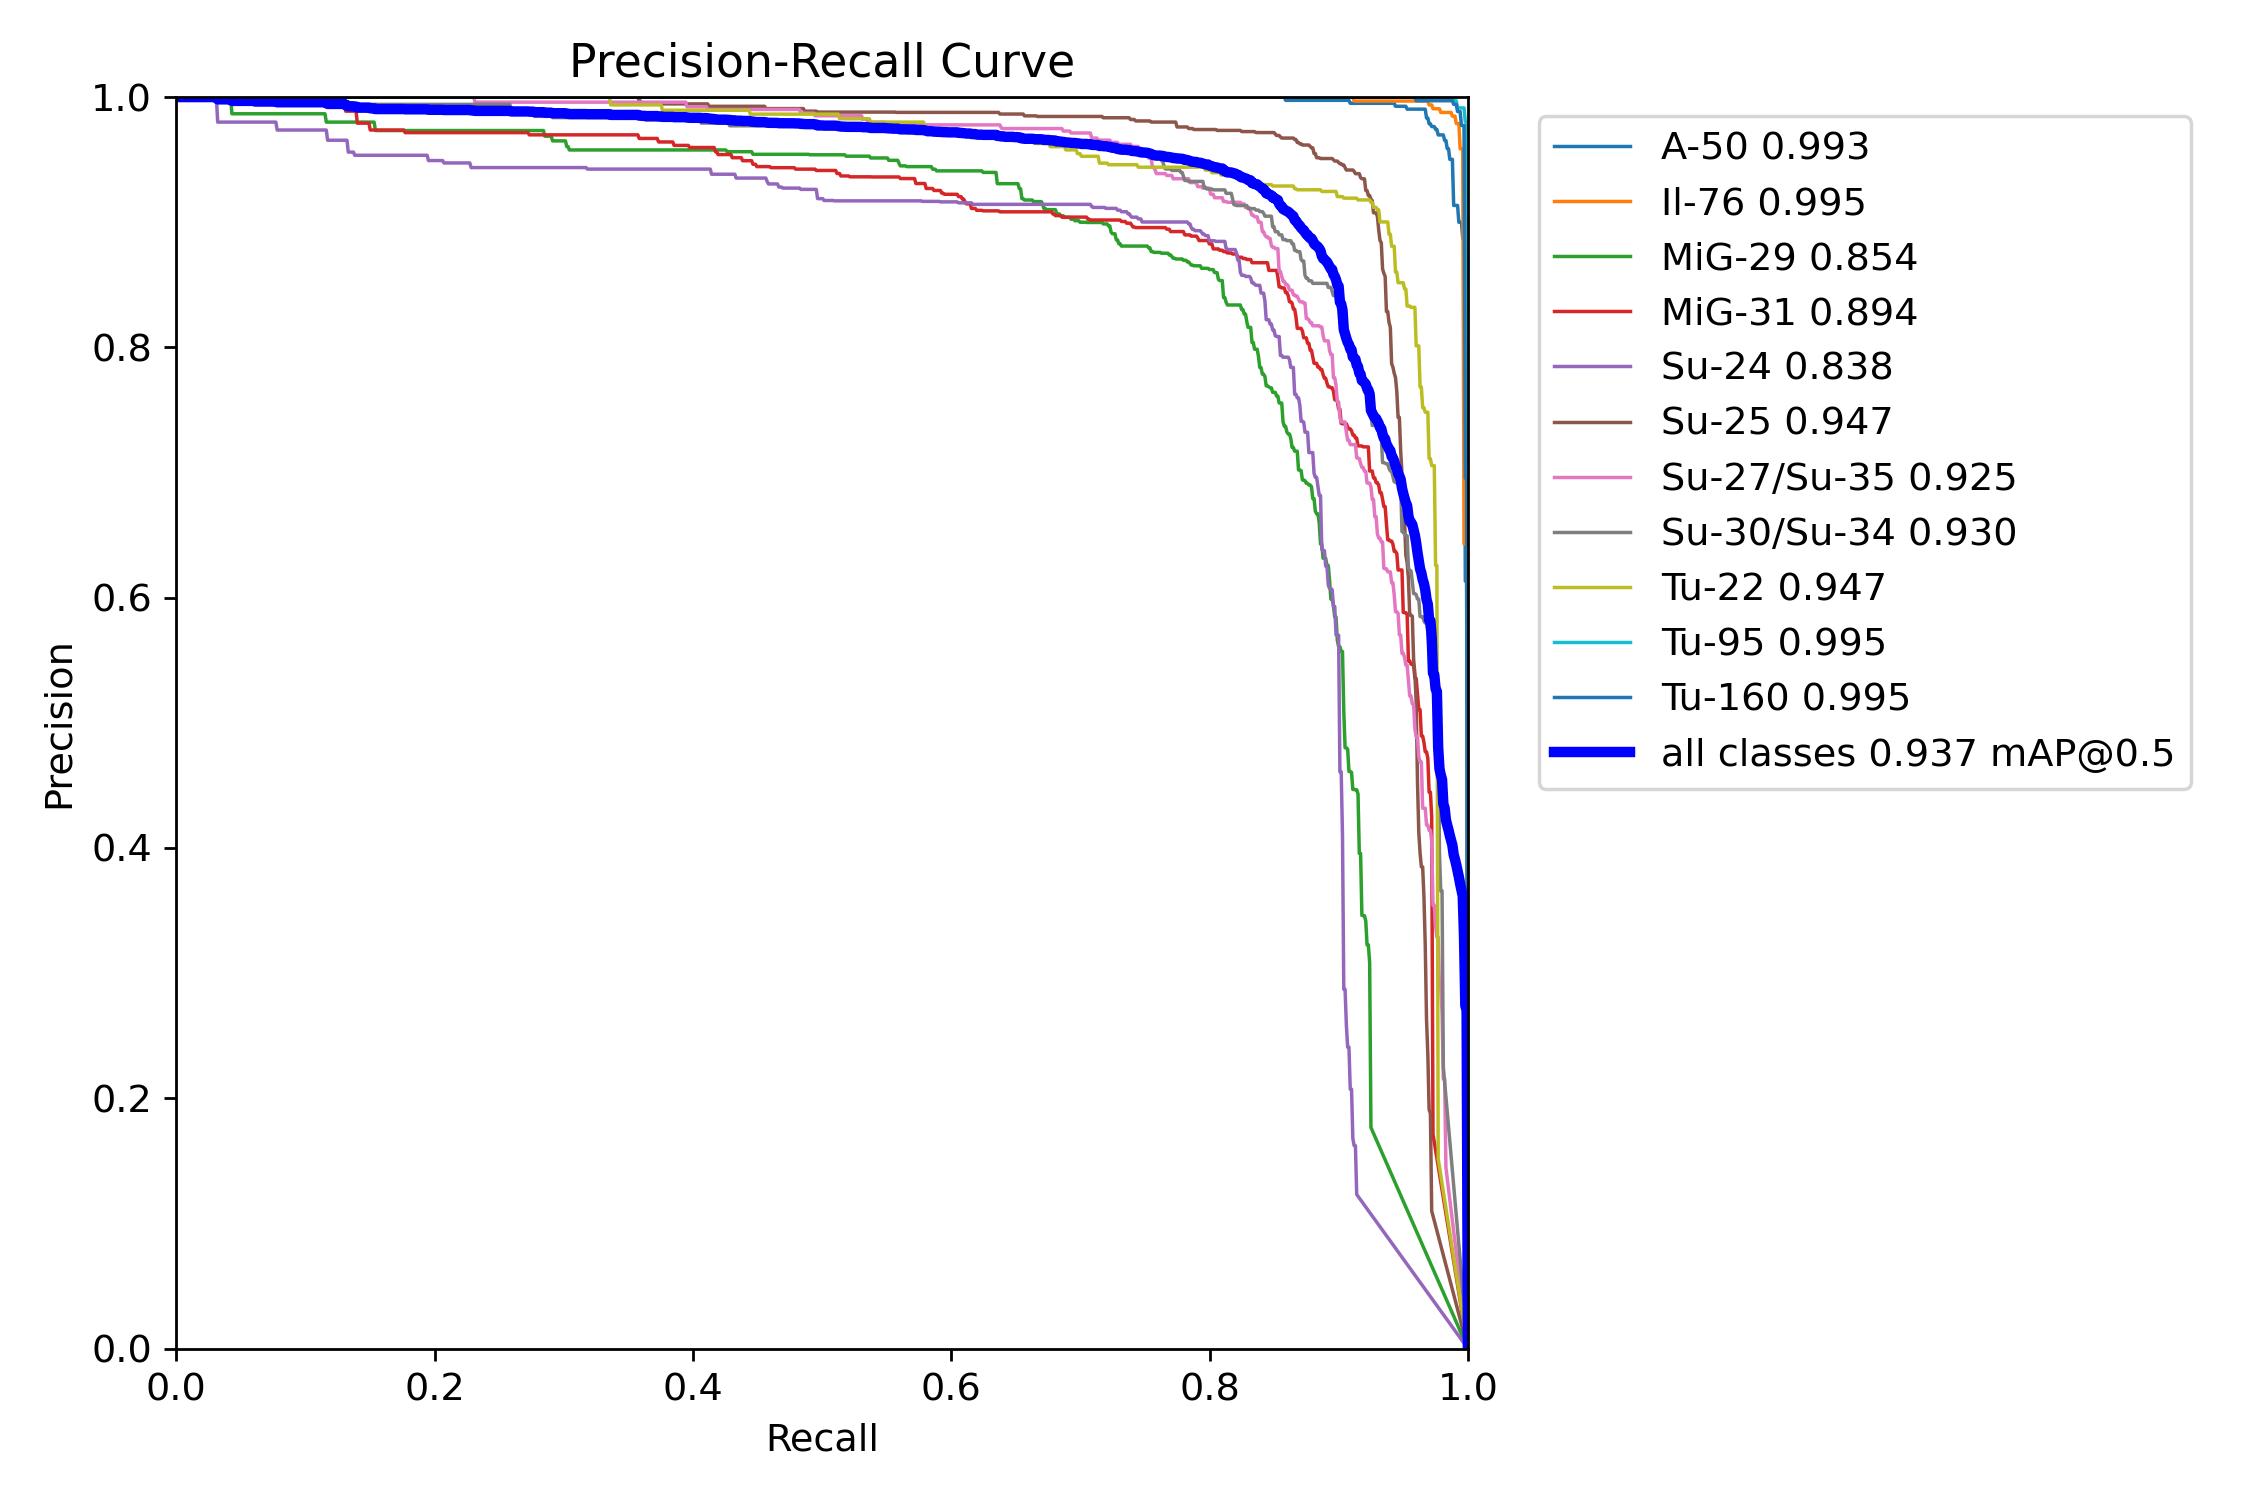 Precision-Recall Curve
1.0
0.8
0.6
0.4
0.2
0.0
Precision
0.0 0.2 0.4 0.6 0.8 1.0
Recall
A-50 0.993
Il-76 0.995
MiG-29 0.854
MiG-31 0.894
Su-24 0.838
Su-25 0.947
Su-27/Su-35 0.925
Su-30/Su-34 0.930
Tu-22 0.947
Tu-95 0.995
Tu-160 0.995
all classes 0.937 mAP@0.5